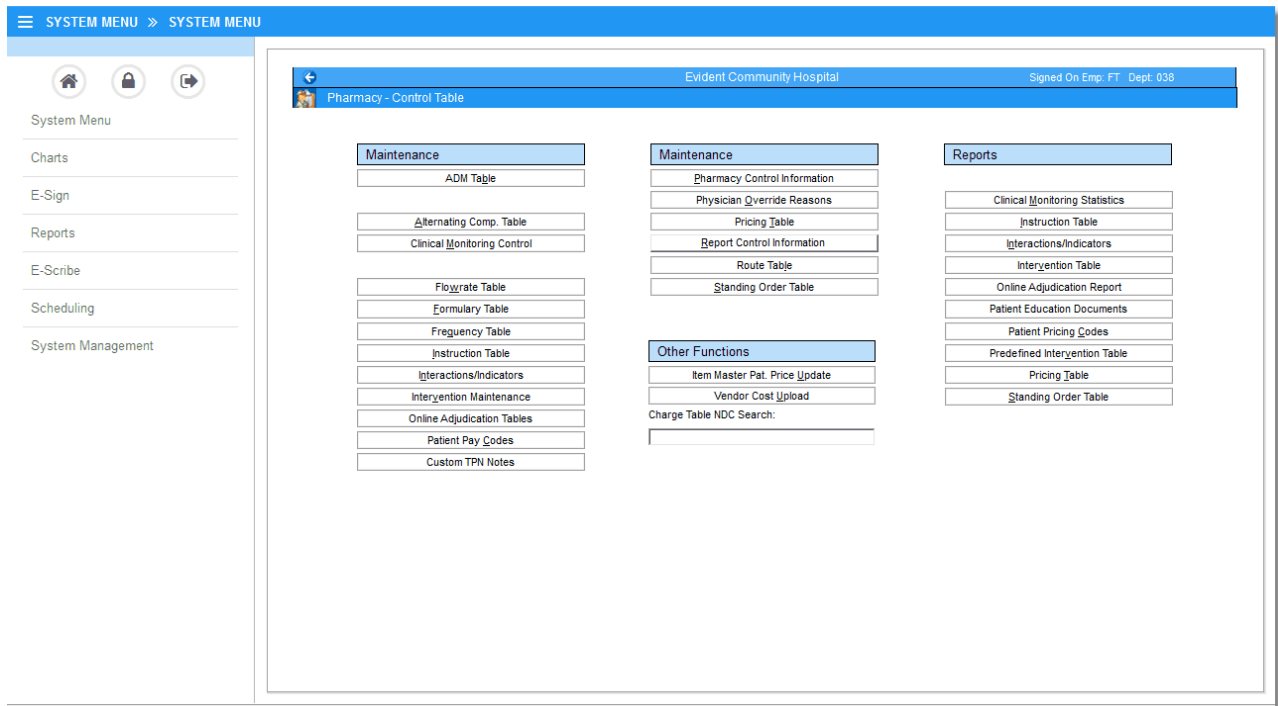 SYSTEM MENU » SYSTEM MENU
System Menu
Charts
E-Sign
Reports
E-Scribe
Scheduling
System Management
Evident Community Hospital
Signed On Emp: FT Dept: 038
Pharmacy - Control Table
Maintenance
ADM Table
Alternating Comp. Table
Clinical Monitoring Control
Flowrate Table
Formulary Table
Frequency Table
Instruction Table
Interactions/Indicators
Intervention Maintenance
Online Adjudication Tables
Patient Pay Codes
Custom TPN Notes
Maintenance
Pharmacy Control Information
Physician Override Reasons
Pricing Table
Report Control Information
Route Table
Standing Order Table
Other Functions
Item Master Pat. Price Update
Vendor Cost Upload
Charge Table NDC Search:
Reports
Clinical Monitoring Statistics
Instruction Table
Interactions/Indicators
Intervention Table
Online Adjudication Report
Patient Education Documents
Patient Pricing Codes
Predefined Intervention Table
Pricing Table
Standing Order Table